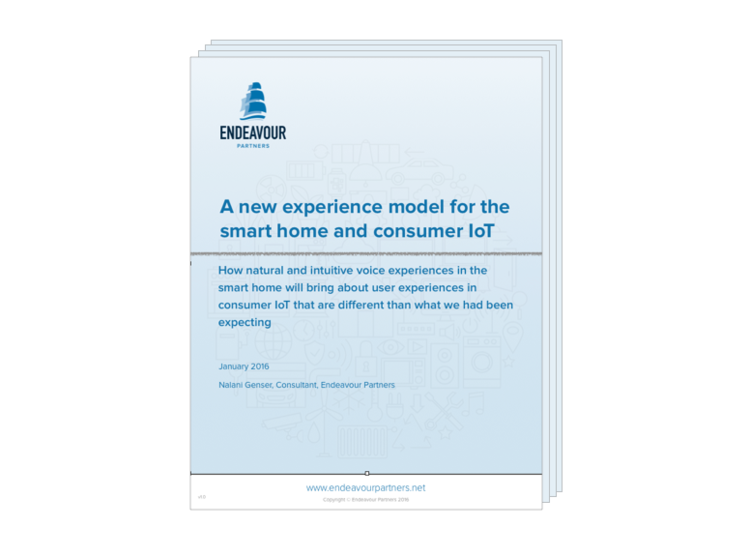 ENDEAVOUR
PARTNERS
A new experience model for the
smart home and consumer IoT
How natural and intuitive voice experiences in the
smart home will bring about user experiences in
consumer IoT that are different than what we had been
expecting
January 2016
Nalani Genser, Consultant, Endeavour Partners
www.endeavourpartners.net
Copyright © Endeavour Partners 2016